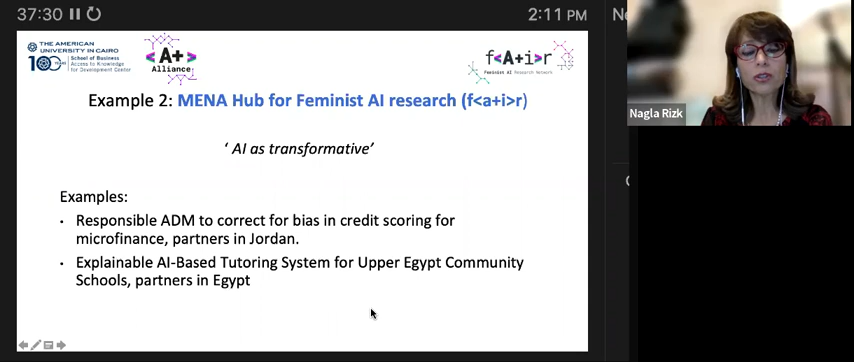 37:30
2:11 PM
N
THE AMERICAN
UNIVERSITY IN CAIRO
100
School of Business
Access to Knowledge
for Development Center
<A+>
Alliance
f<A+i>r
Feminist AI Research Network
Example 2: MENA Hub for Feminist AI research (f<a+i>r)
‘ AI as transformative’
Examples:
• Responsible ADM to correct for bias in credit scoring for
microfinance, partners in Jordan.
• Explainable AI-Based Tutoring System for Upper Egypt Community
Schools, partners in Egypt
Nagla Rizk